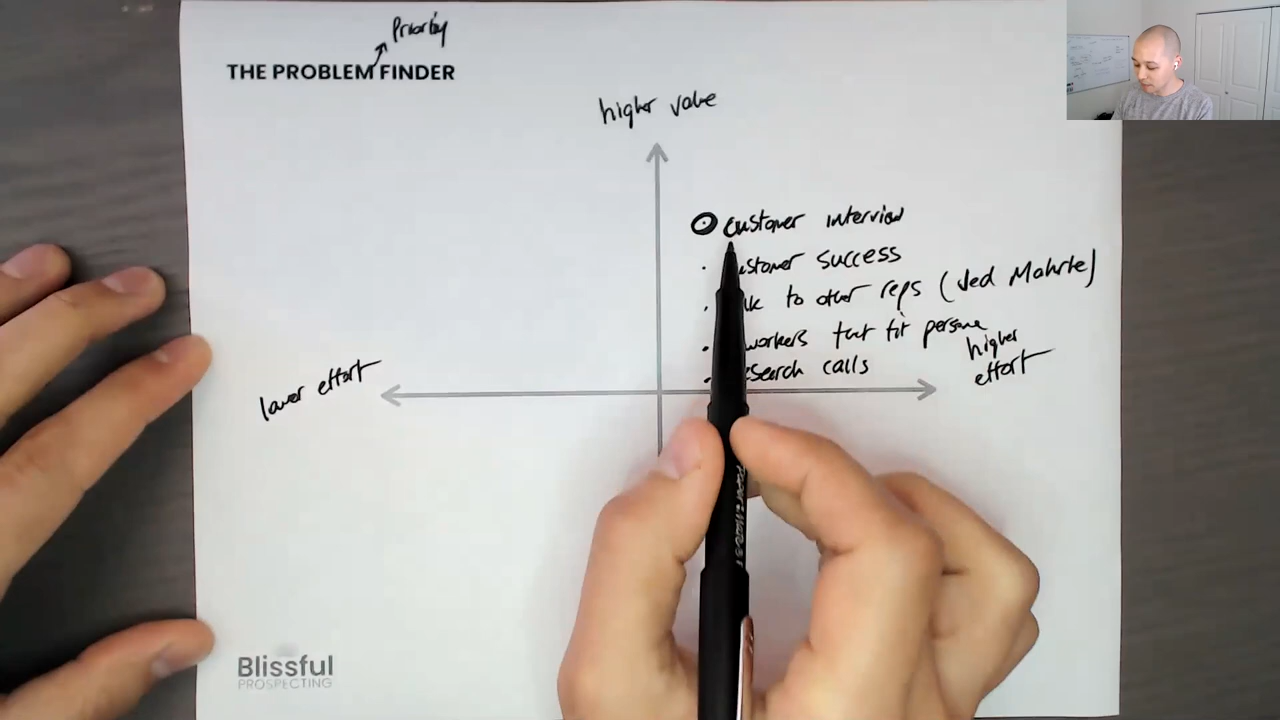 Priority
THE PROBLEM FINDER
higher value
customer interview
customer success
to other reps (Jed Mahrle)
workers that fit persona
higher
effort
search calls
lower effort
Blissful
PROSPECTING